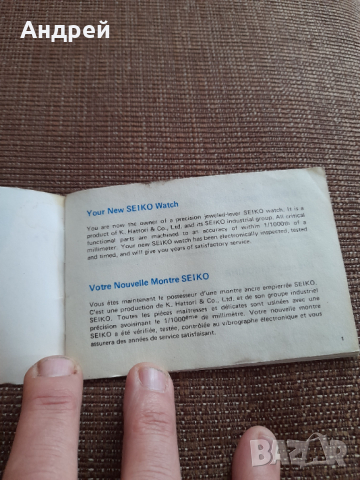 Андрей
Your New SEIKO Watch
You are now the owner of a precision jeweled-lever SEIKO watch. It is a
product of K. Hattori & Co., Ltd. and its SEIKO industrial group. All critical
functional parts are machined to an accuracy of within 1/1000th of a
millimeter. Your new SEIKO watch has been electronically inspected, tested
and timed, and will give you years of satisfactory service.
Votre Nouvelle Montre SEIKO
Vous êtes maintenant le possesseur d'une montre ancre empierrée SEIKO.
C'est une production de K. Hattori & Co., Ltd. et de son groupe industriel
SEIKO. Toutes les pièces maîtresses et délicates sont usinées avec une
précision avoisinant le 1/1000ème de millimètre. Votre nouvelle montre
SEIKO a été vérifiée, testée, contrôlée au vibrographe électronique et vous
assurera des années de service satisfaisant.
1
BAZAR